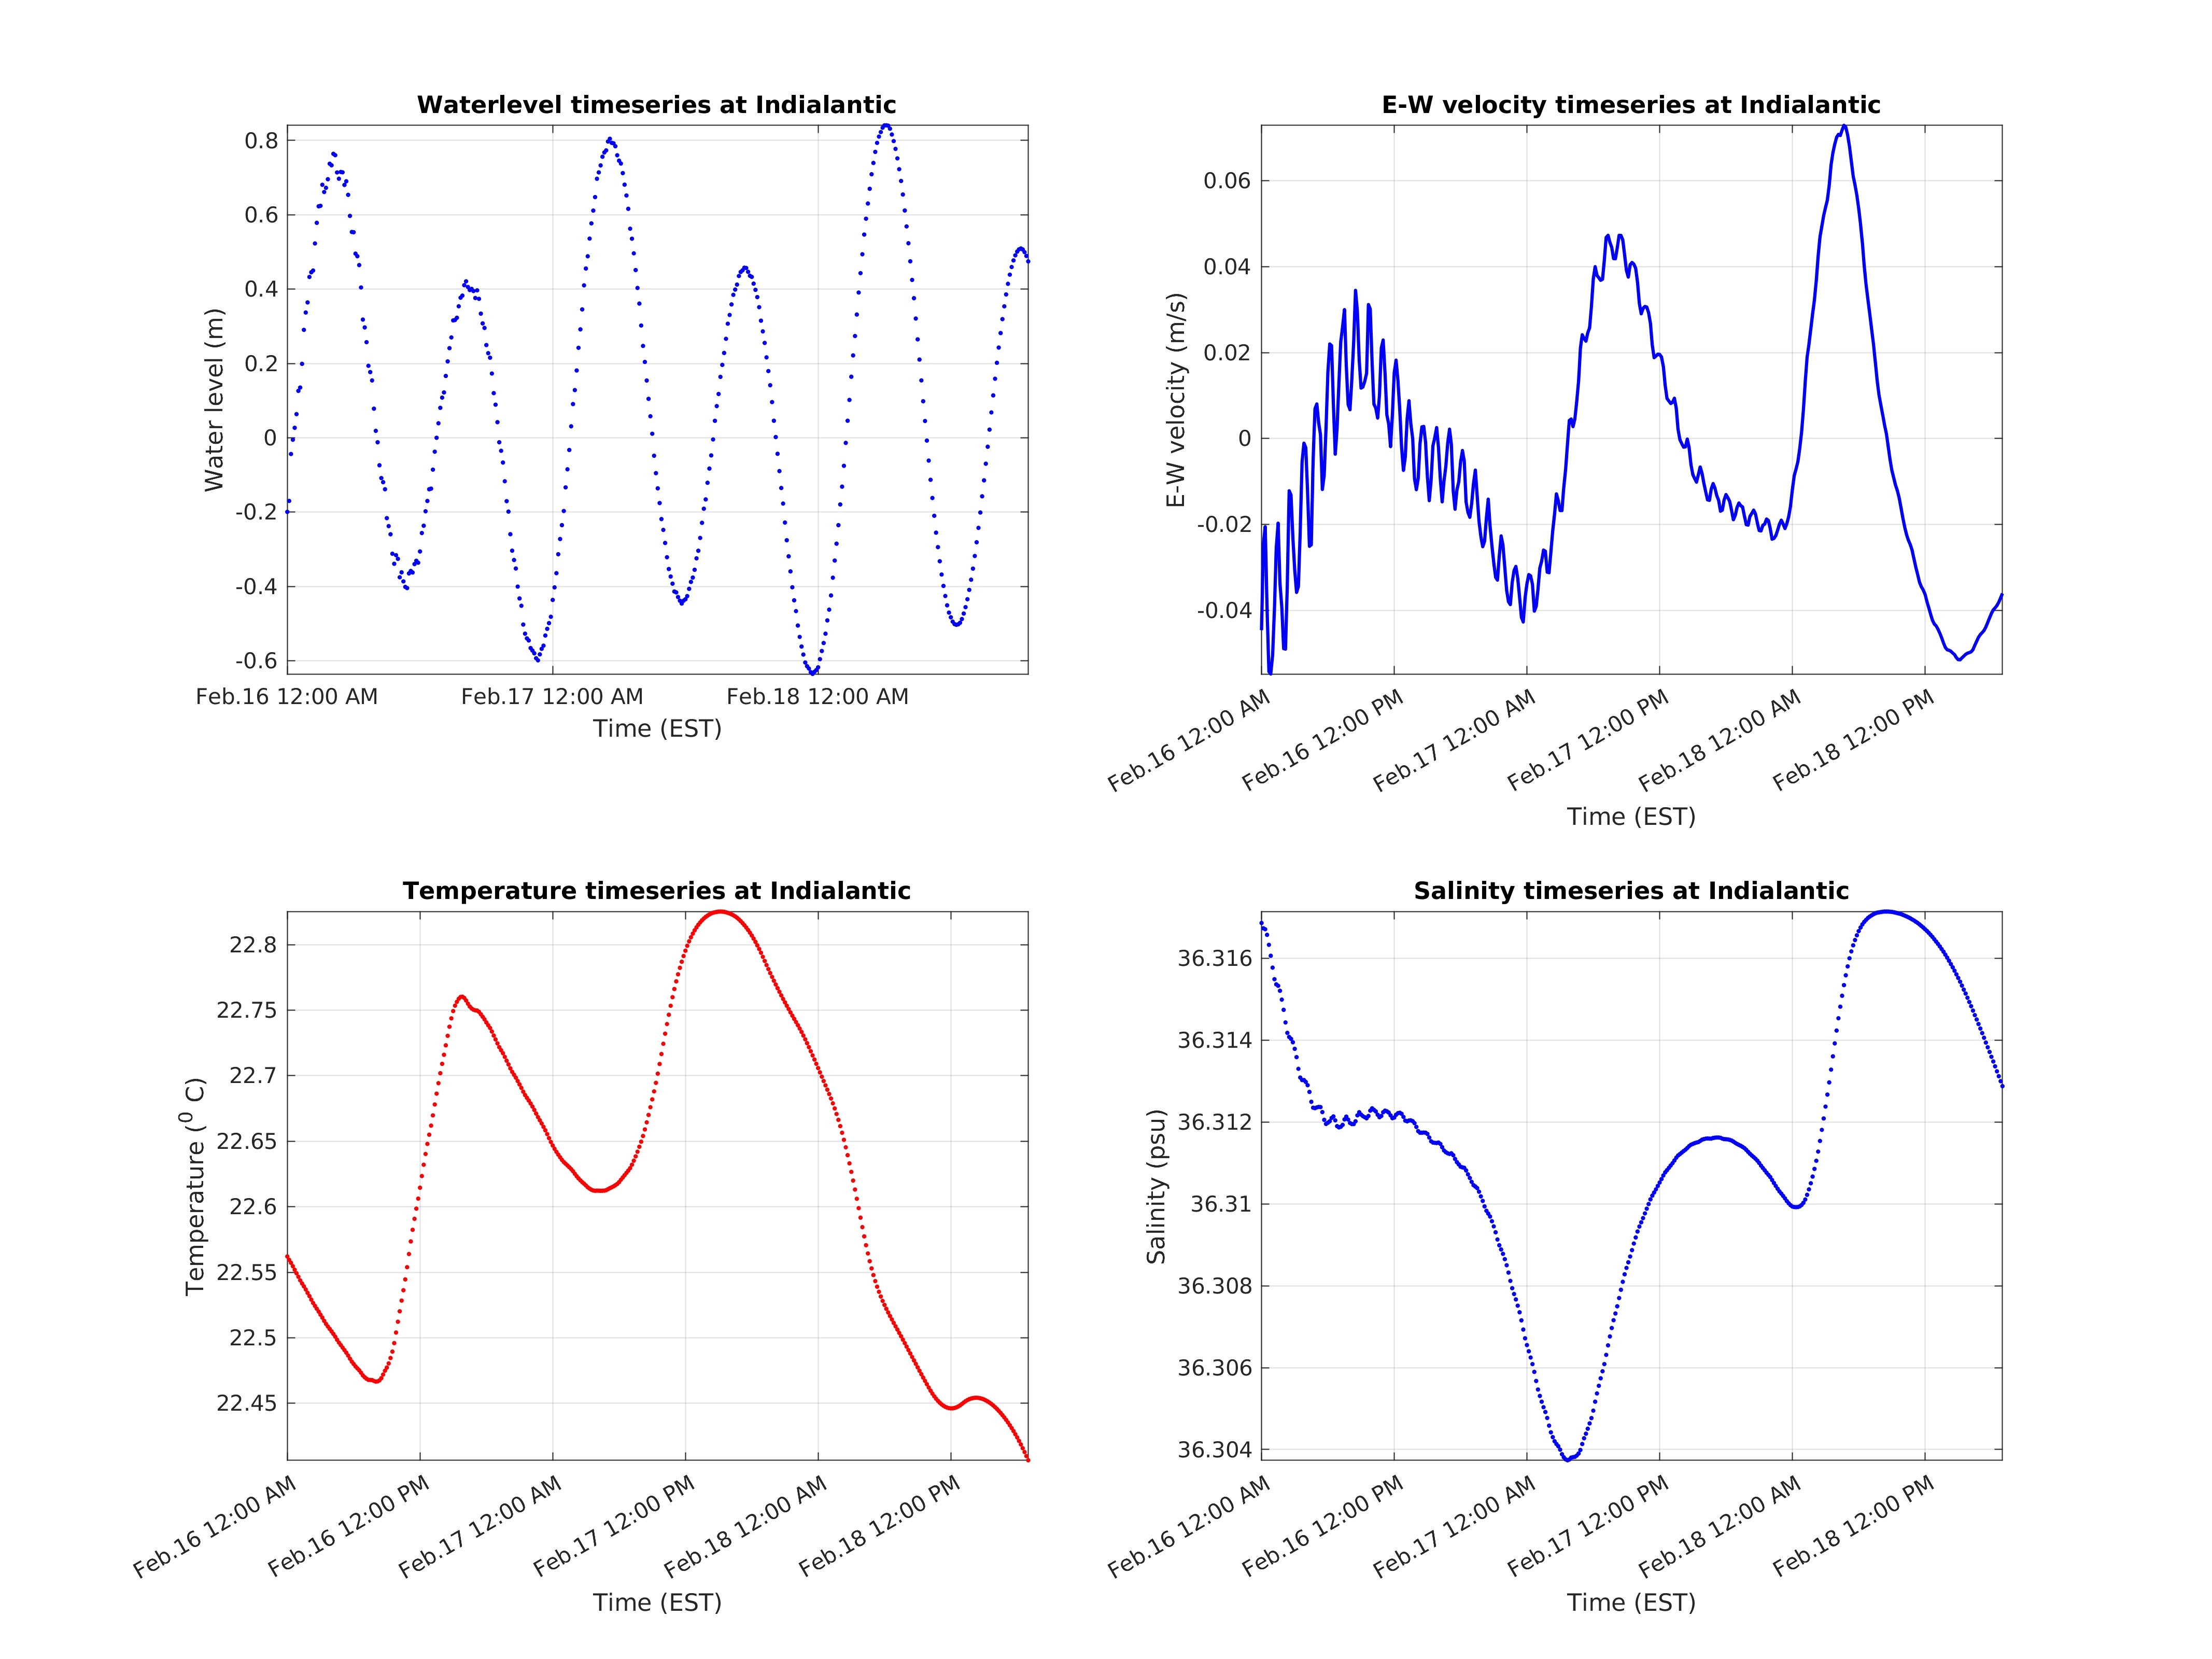 Waterlevel timeseries at Indialantic
0.8
0.6
0.4
0.2
0
-0.2
-0.4
-0.6
Water level (m)
Feb.16 12:00 AM
Feb.17 12:00 AM
Feb.18 12:00 AM
Time (EST)
E-W velocity timeseries at Indialantic
0.06
0.04
0.02
0
-0.02
-0.04
E-W velocity (m/s)
Feb.16 12:00 AM
Feb.16 12:00 PM
Feb.17 12:00 AM
Feb.17 12:00 PM
Feb.18 12:00 AM
Feb.18 12:00 PM
Time (EST)
Temperature timeseries at Indialantic
22.8
22.75
22.7
22.65
22.6
22.55
22.5
22.45
Temperature (⁰ C)
Feb.16 12:00 AM
Feb.16 12:00 PM
Feb.17 12:00 AM
Feb.17 12:00 PM
Feb.18 12:00 AM
Feb.18 12:00 PM
Time (EST)
Salinity timeseries at Indialantic
36.316
36.314
36.312
36.31
36.308
36.306
36.304
Salinity (psu)
Feb.16 12:00 AM
Feb.16 12:00 PM
Feb.17 12:00 AM
Feb.17 12:00 PM
Feb.18 12:00 AM
Feb.18 12:00 PM
Time (EST)